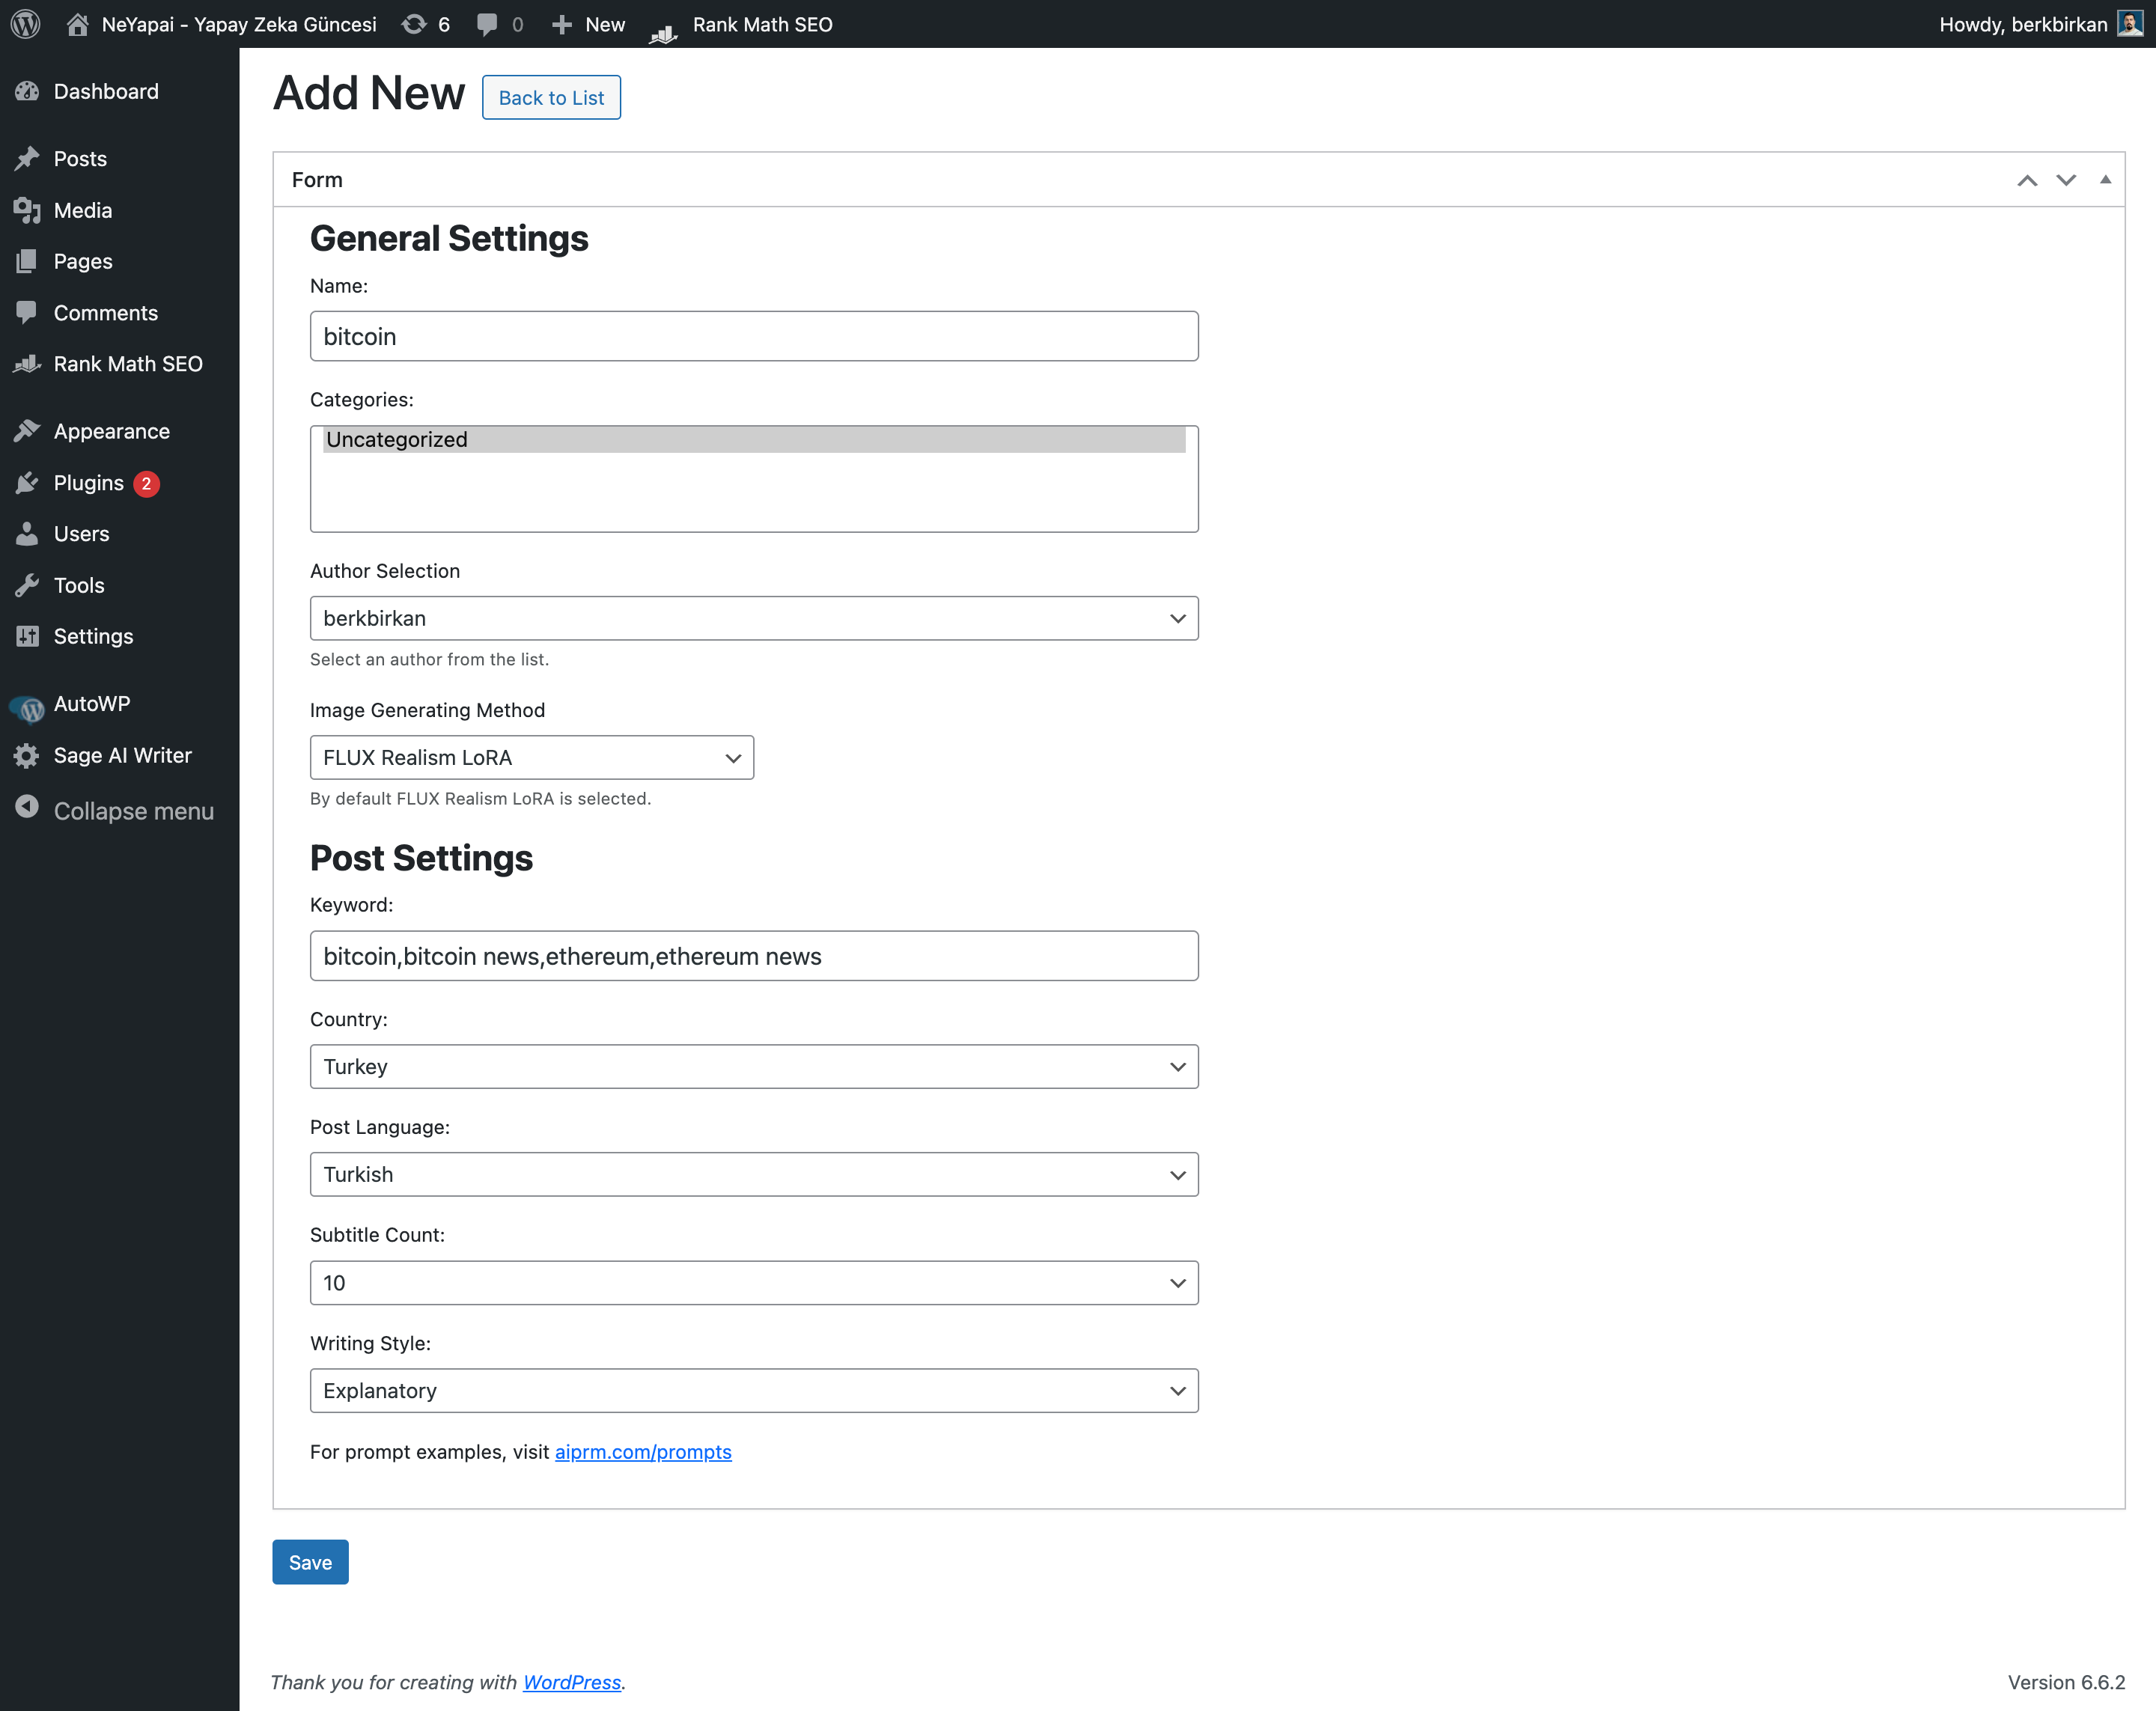 NeYapai - Yapay Zeka Güncesi 6 0 New Rank Math SEO Howdy, berkbirkan
Dashboard
Posts
Media
Pages
Comments
Rank Math SEO
Appearance
Plugins 2
Users
Tools
Settings
AutoWP
Sage AI Writer
Collapse menu
Add New Back to List
Form
General Settings
Name:
bitcoin
Categories:
Uncategorized
Author Selection
berkbirkan
Select an author from the list.
Image Generating Method
FLUX Realism LoRA
By default FLUX Realism LoRA is selected.
Post Settings
Keyword:
bitcoin,bitcoin news,ethereum,ethereum news
Country:
Turkey
Post Language:
Turkish
Subtitle Count:
10
Writing Style:
Explanatory
For prompt examples, visit aiprm.com/prompts
Save
Thank you for creating with WordPress. Version 6.6.2